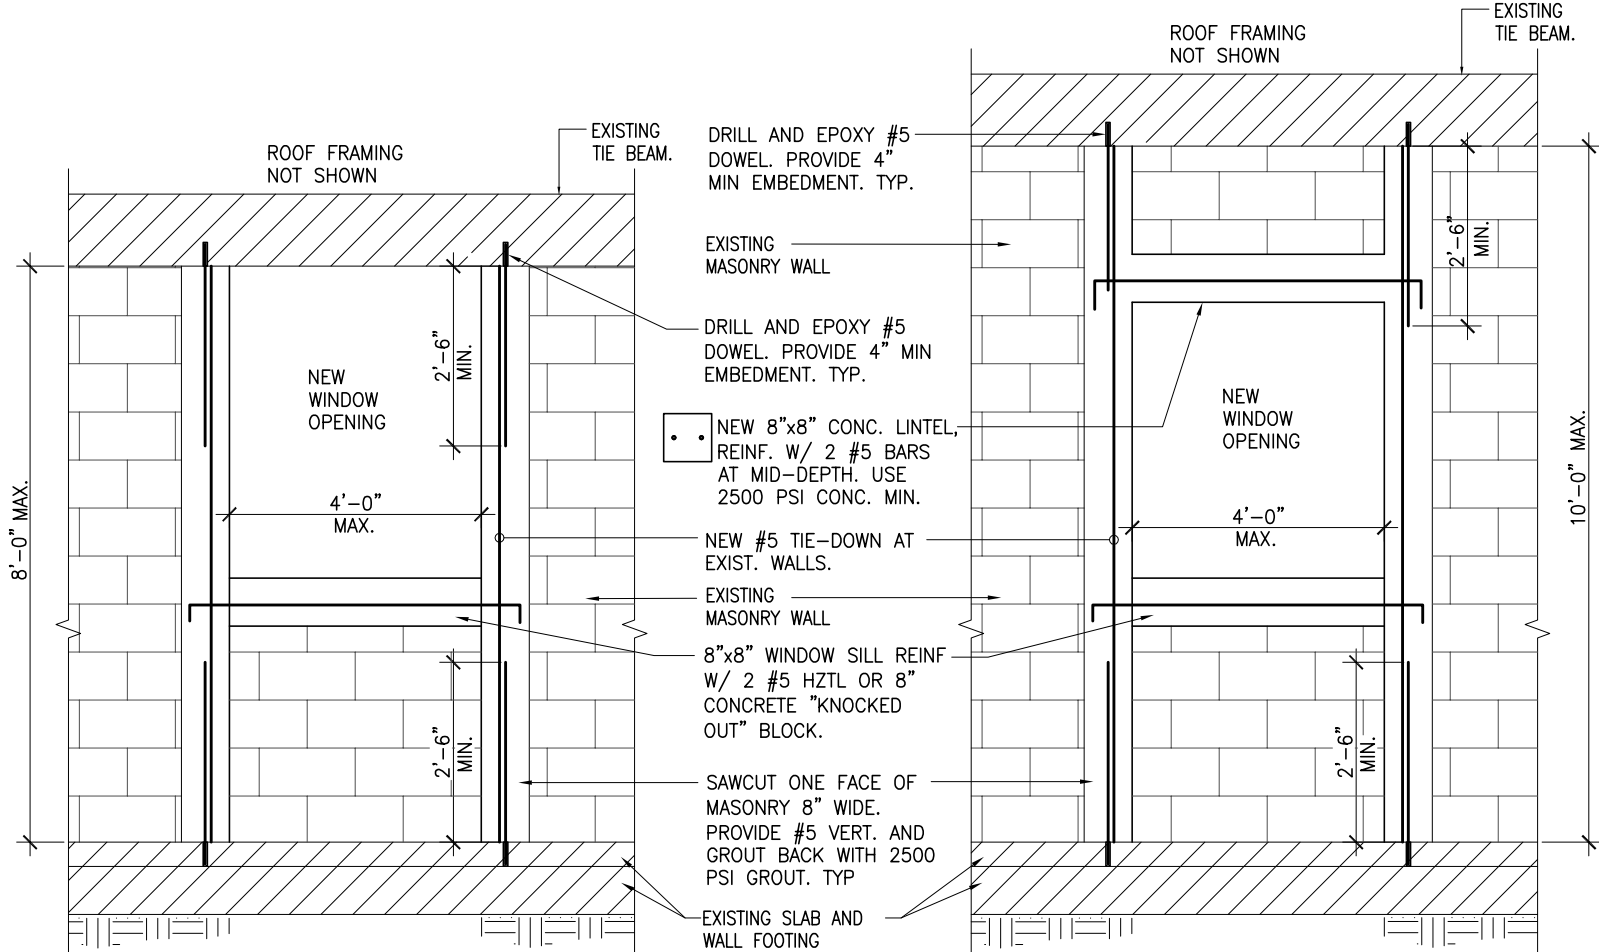 EXISTING
TIE BEAM.
ROOF FRAMING
NOT SHOWN
EXISTING
TIE BEAM.
ROOF FRAMING
NOT SHOWN
DRILL AND EPOXY #5
DOWEL. PROVIDE 4"
MIN EMBEDMENT. TYP.
EXISTING
MASONRY WALL
DRILL AND EPOXY #5
DOWEL. PROVIDE 4" MIN
EMBEDMENT. TYP.
NEW 8"x8" CONC. LINTEL,
REINF. W/ 2 #5 BARS
AT MID-DEPTH. USE
2500 PSI CONC. MIN.
NEW #5 TIE-DOWN AT
EXIST. WALLS.
EXISTING
MASONRY WALL
8"x8" WINDOW SILL REINF
W/ 2 #5 HZTL OR 8"
CONCRETE "KNOCKED
OUT" BLOCK.
SAWCUT ONE FACE OF
MASONRY 8" WIDE.
PROVIDE #5 VERT. AND
GROUT BACK WITH 2500
PSI GROUT. TYP
EXISTING SLAB AND
WALL FOOTING
NEW
WINDOW
OPENING
4'-0"
MAX.
2'-6"
MIN.
2'-6"
MIN.
8'-0" MAX.
NEW
WINDOW
OPENING
4'-0"
MAX.
2'-6"
MIN.
2'-6"
MIN.
10'-0" MAX.